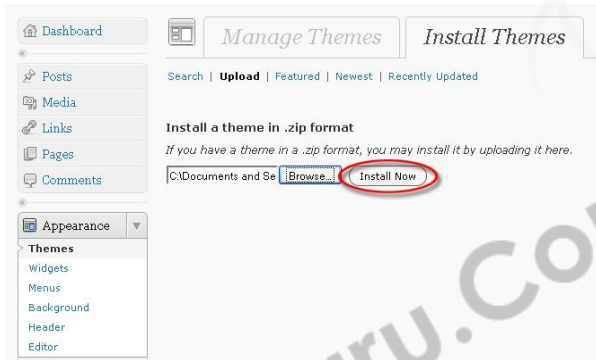 Dashboard
Manage Themes
Install Themes
Posts
Media
Links
Pages
Comments
Search | Upload | Featured | Newest | Recently Updated
Install a theme in .zip format
If you have a theme in a .zip format, you may install it by uploading it here.
C:\Documents and Se Browse... Install Now
Appearance
Themes
Widgets
Menus
Background
Header
Editor